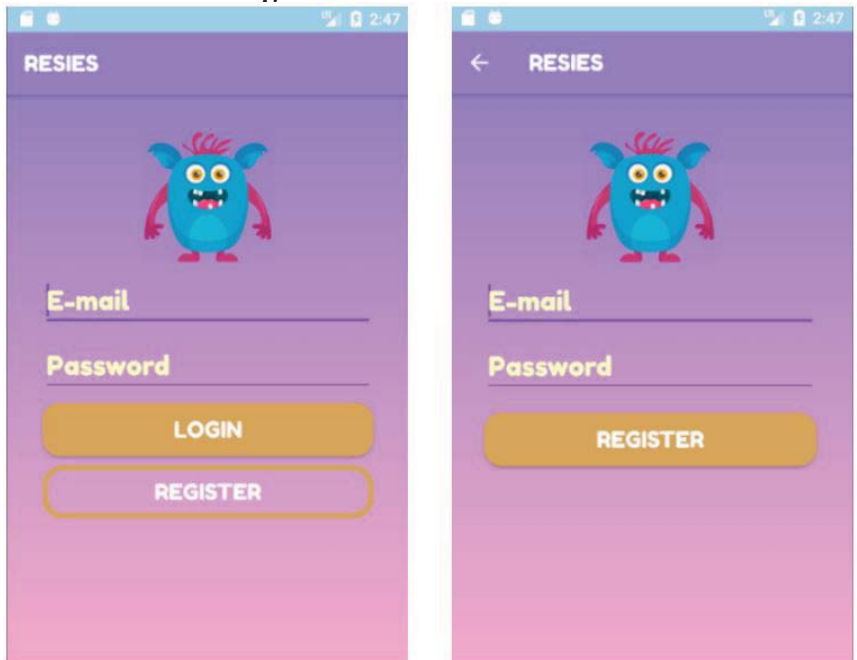 2:47
RESIES
E-mail
Password
LOGIN
REGISTER
2:47
RESIES
E-mail
Password
REGISTER